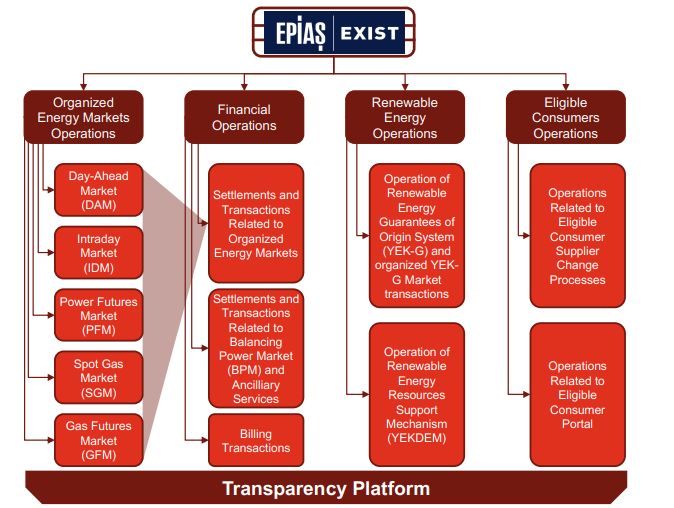 EPİAŞ EXIST
Organized
Energy Markets
Operations
Financial
Operations
Renewable
Energy
Operations
Eligible
Consumers
Operations
Day-Ahead
Market
(DAM)
Intraday
Market
(IDM)
Power Futures
Market
(PFM)
Spot Gas
Market
(SGM)
Gas Futures
Market
(GFM)
Settlements and
Transactions
Related to
Organized
Energy Markets
Settlements and
Transactions
Related to
Balancing
Power Market
(BPM) and
Ancilliary
Services
Billing
Transactions
Operation of
Renewable
Energy
Guarantees of
Origin System
(YEK-G) and
organized YEK-
G Market
transactions
Operation of
Renewable
Energy
Resources
Support
Mechanism
(YEKDEM)
Operations
Related to
Eligible
Consumer
Supplier
Change
Processes
Operations
Related to
Eligible
Consumer
Portal
Transparency Platform